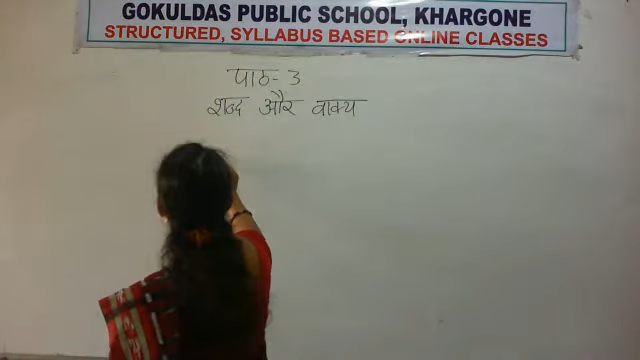 GOKULDAS PUBLIC SCHOOL, KHARGONE
STRUCTURED, SYLLABUS BASED ONLINE CLASSES
पाठ - 3
शब्द और वाक्य